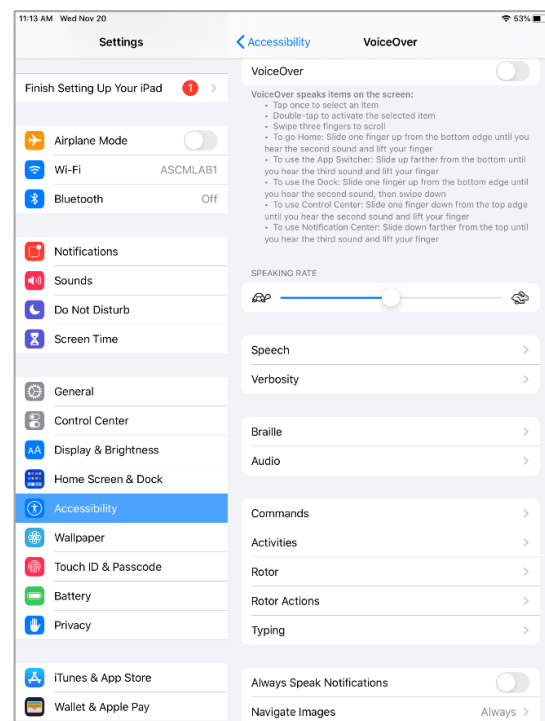 11:13 AM Wed Nov 20
53%
Settings
Finish Setting Up Your iPad 1
Airplane Mode
Wi-Fi ASCMLAB1
Bluetooth Off
Notifications
Sounds
Do Not Disturb
Screen Time
General
Control Center
AA Display & Brightness
Home Screen & Dock
Accessibility
Wallpaper
Touch ID & Passcode
Battery
Privacy
iTunes & App Store
Wallet & Apple Pay
Accessibility VoiceOver
VoiceOver
VoiceOver speaks items on the screen:
• Tap once to select an item
• Double-tap to activate the selected item
• Swipe three fingers to scroll
• To go Home: Slide one finger up from the bottom edge until you
hear the second sound and lift your finger
• To use the App Switcher: Slide up farther from the bottom until
you hear the third sound and lift your finger
• To use the Dock: Slide one finger up from the bottom edge until
you hear the second sound, then swipe down
• To use Control Center: Slide one finger down from the top edge
until you hear the second sound and lift your finger
• To use Notification Center: Slide down farther from the top until
you hear the third sound and lift your finger
SPEAKING RATE
Speech
Verbosity
Braille
Audio
Commands
Activities
Rotor
Rotor Actions
Typing
Always Speak Notifications
Navigate Images Always